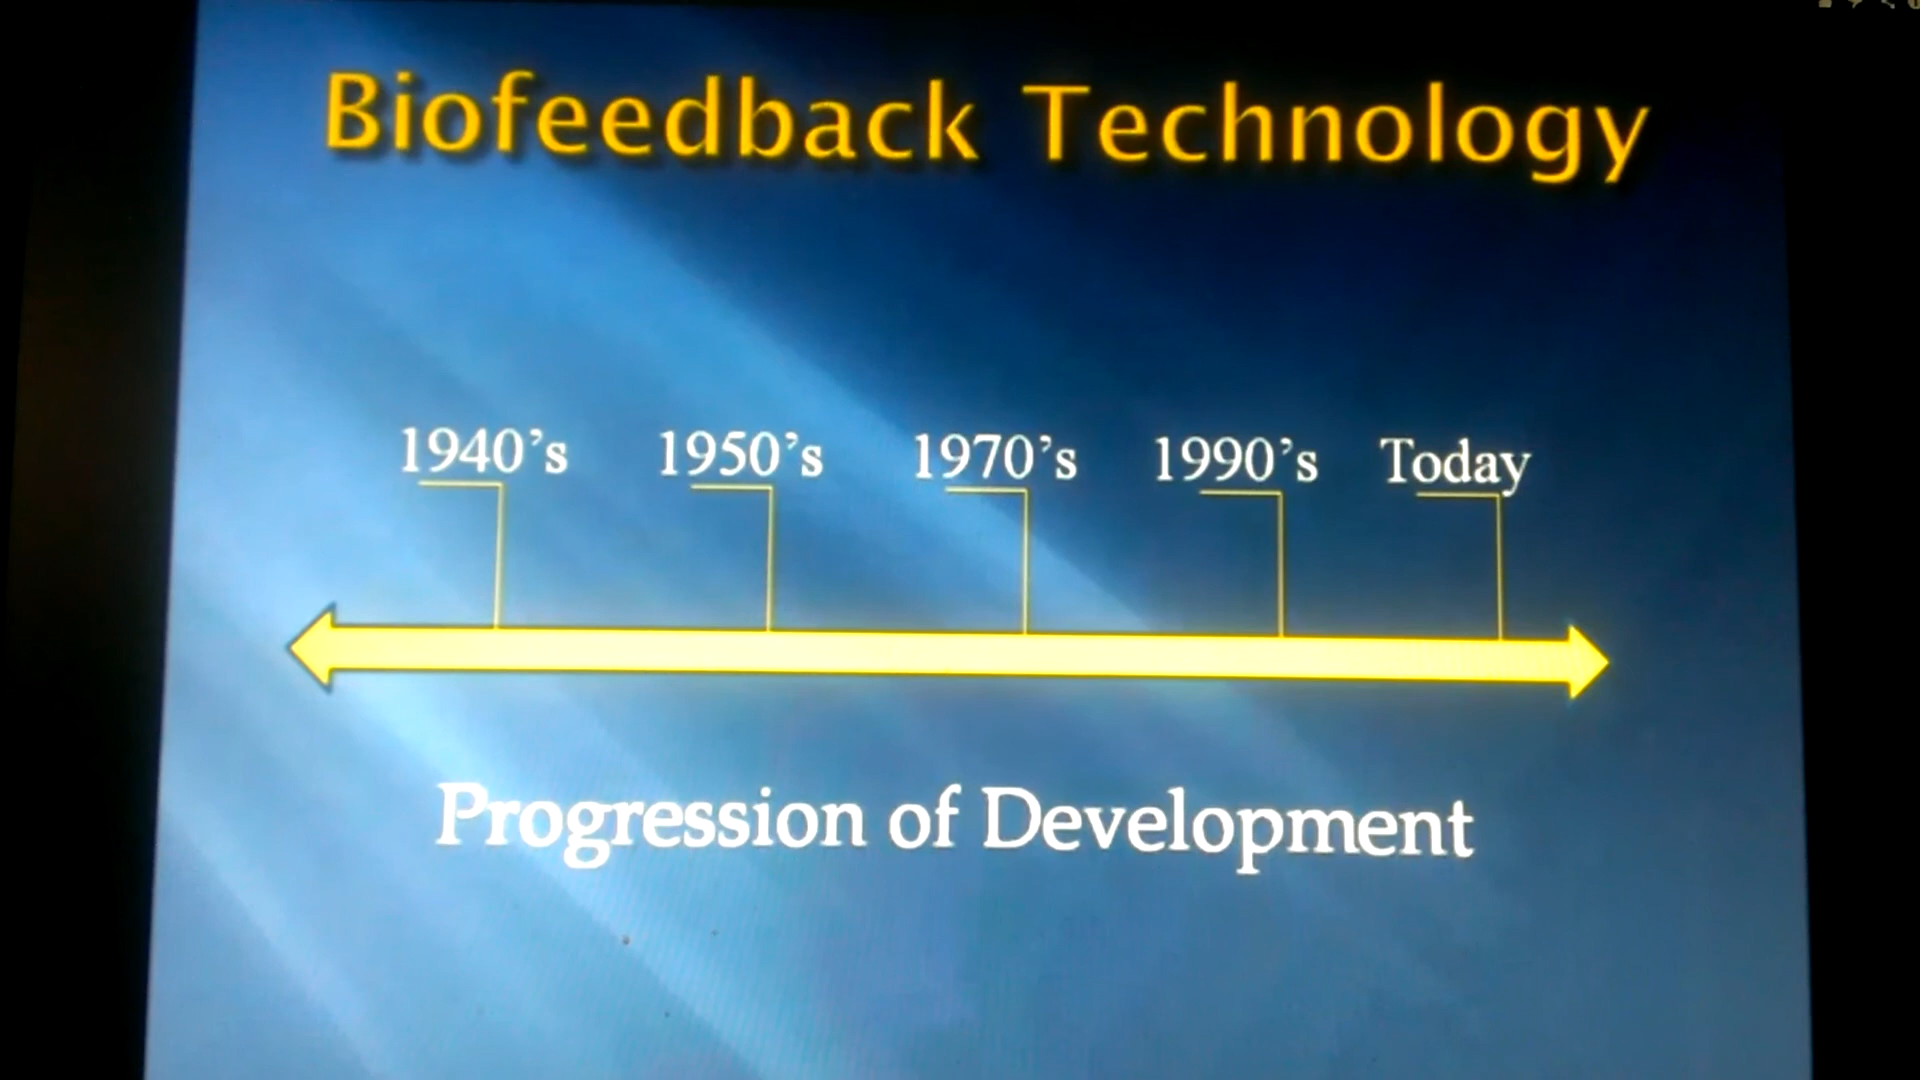 Biofeedback Technology
1940’s 1950’s 1970’s 1990’s Today
Progression of Development